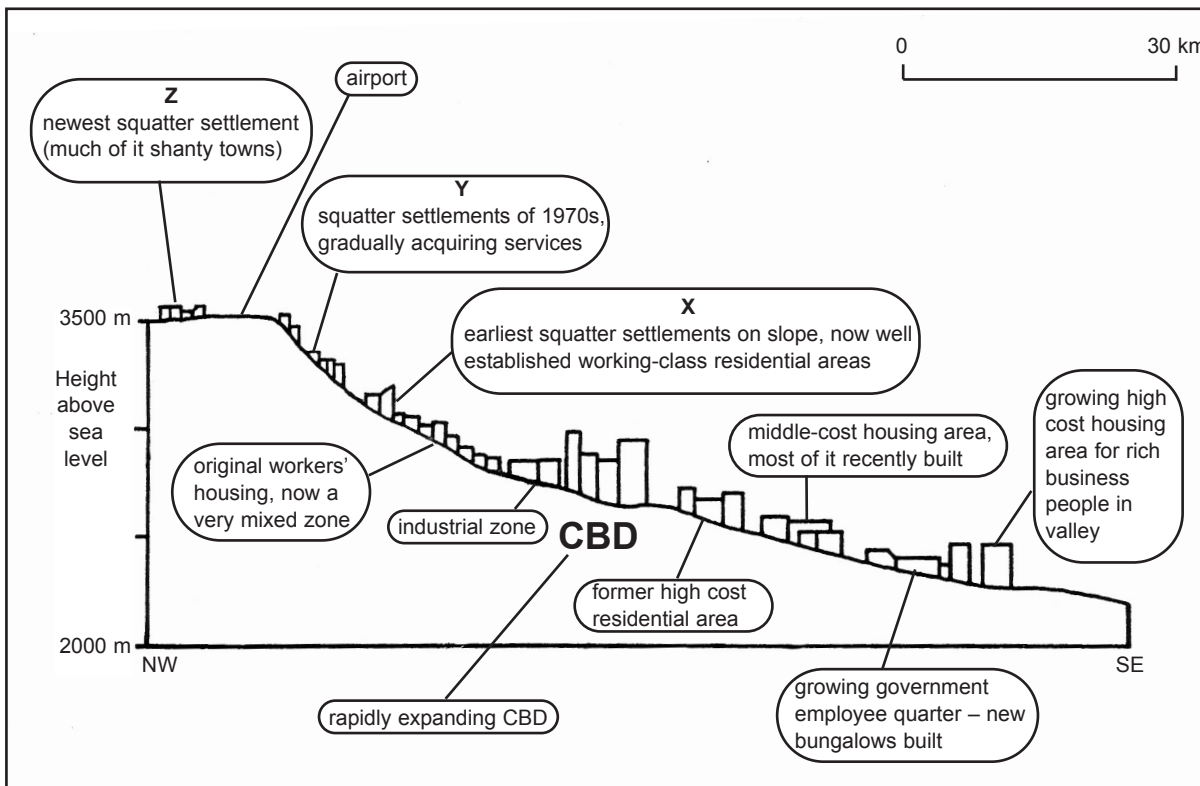 0
30 km
airport
Z
newest squatter settlement
(much of it shanty towns)
Y
squatter settlements of 1970s,
gradually acquiring services
X
earliest squatter settlements on slope, now well
established working-class residential areas
3500 m
Height
above
sea
level
2000 m
NW
SE
original workers'
housing, now a
very mixed zone
industrial zone
CBD
rapidly expanding CBD
former high cost
residential area
middle-cost housing area,
most of it recently built
growing high
cost housing
area for rich
business
people in
valley
growing government
employee quarter – new
bungalows built